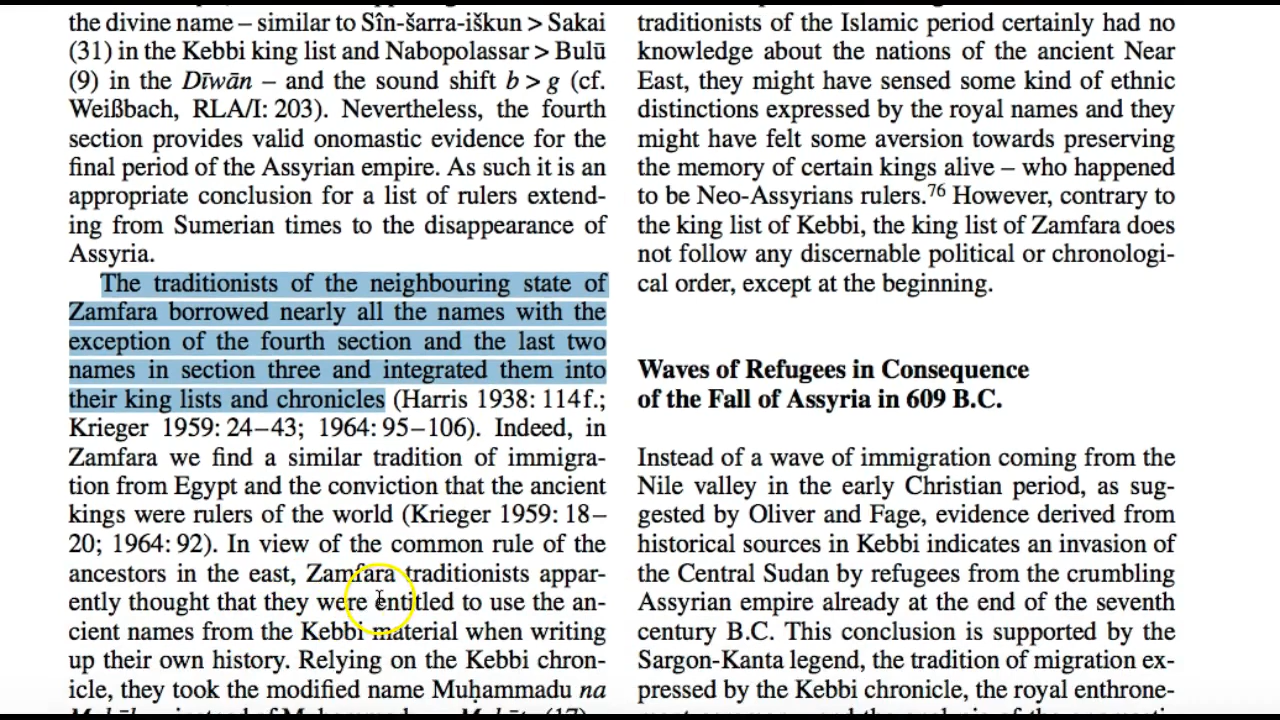 the divine name – similar to Sîn-šarra-iškun > Sakai
(31) in the Kebbi king list and Nabopolassar > Bulū
(9) in the Dīwān – and the sound shift b > g (cf.
Weißbach, RLA/I: 203). Nevertheless, the fourth
section provides valid onomastic evidence for the
final period of the Assyrian empire. As such it is an
appropriate conclusion for a list of rulers extend-
ing from Sumerian times to the disappearance of
Assyria.
The traditionists of the neighbouring state of
Zamfara borrowed nearly all the names with the
exception of the fourth section and the last two
names in section three and integrated them into
their king lists and chronicles (Harris 1938: 114 f.;
Krieger 1959: 24–43; 1964: 95–106). Indeed, in
Zamfara we find a similar tradition of immigra-
tion from Egypt and the conviction that the ancient
kings were rulers of the world (Krieger 1959: 18–
20; 1964: 92). In view of the common rule of the
ancestors in the east, Zamfara traditionists appar-
ently thought that they were entitled to use the an-
cient names from the Kebbi material when writing
up their own history. Relying on the Kebbi chron-
icle, they took the modified name Muḥammadu na
traditionists of the Islamic period certainly had no
knowledge about the nations of the ancient Near
East, they might have sensed some kind of ethnic
distinctions expressed by the royal names and they
might have felt some aversion towards preserving
the memory of certain kings alive – who happened
to be Neo-Assyrians rulers.76 However, contrary to
the king list of Kebbi, the king list of Zamfara does
not follow any discernable political or chronologi-
cal order, except at the beginning.
Waves of Refugees in Consequence
of the Fall of Assyria in 609 B.C.
Instead of a wave of immigration coming from the
Nile valley in the early Christian period, as sug-
gested by Oliver and Fage, evidence derived from
historical sources in Kebbi indicates an invasion of
the Central Sudan by refugees from the crumbling
Assyrian empire already at the end of the seventh
century B.C. This conclusion is supported by the
Sargon-Kanta legend, the tradition of migration ex-
pressed by the Kebbi chronicle, the royal enthrone-